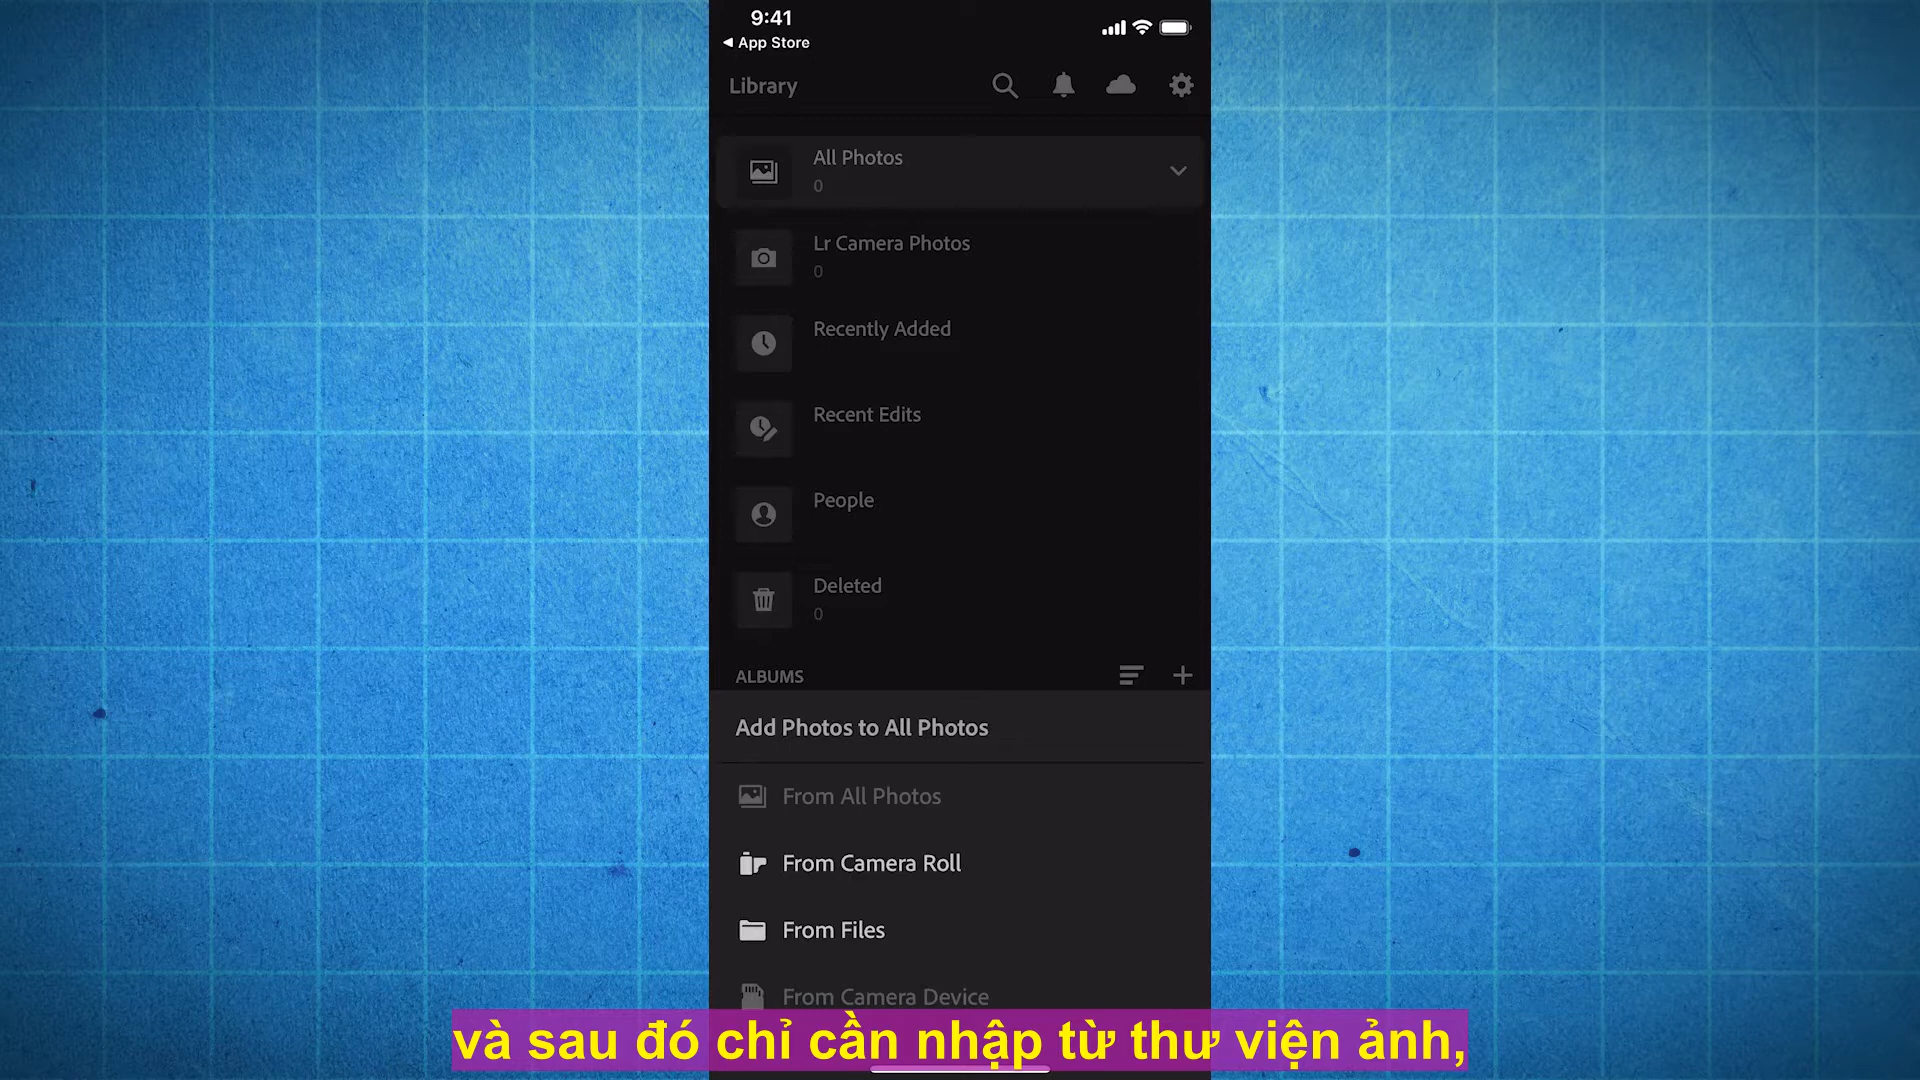 9:41
◀ App Store
Library
All Photos
0
Lr Camera Photos
0
Recently Added
Recent Edits
People
Deleted
0
ALBUMS
Add Photos to All Photos
From All Photos
From Camera Roll
From Files
From Camera Device
và sau đó chỉ cần nhập từ thư viện ảnh,